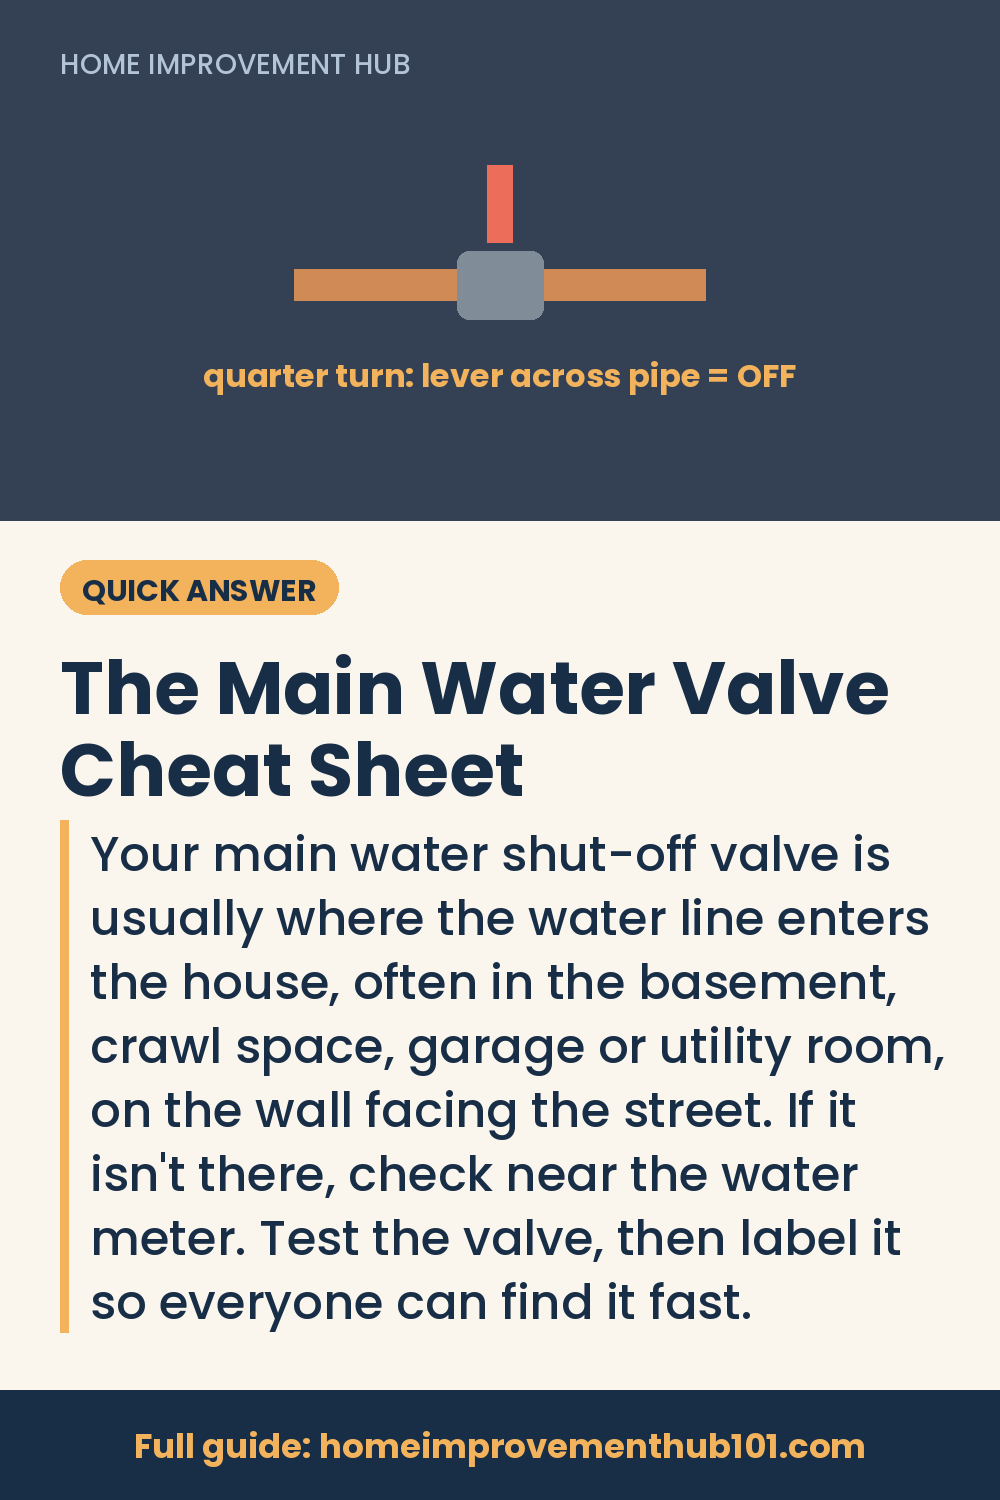 HOME IMPROVEMENT HUB
quarter turn: lever across pipe = OFF
QUICK ANSWER
The Main Water Valve
Cheat Sheet
Your main water shut-off valve is
usually where the water line enters
the house, often in the basement,
crawl space, garage or utility room,
on the wall facing the street. If it
isn't there, check near the water
meter. Test the valve, then label it
so everyone can find it fast.
Full guide: homeimprovementhub101.com